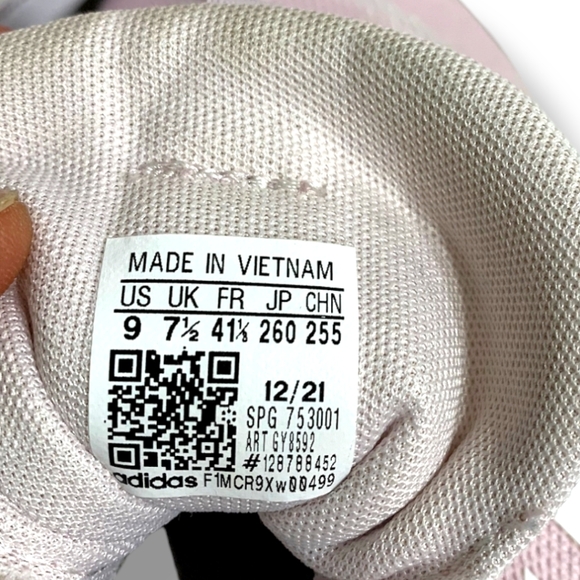 MADE IN VIETNAM
US UK FR JP CHN
9 7½ 41⅓ 260 255
12/21
SPG 753001
ART GY8592
#128788452
adidas F1MCR9Xw00499